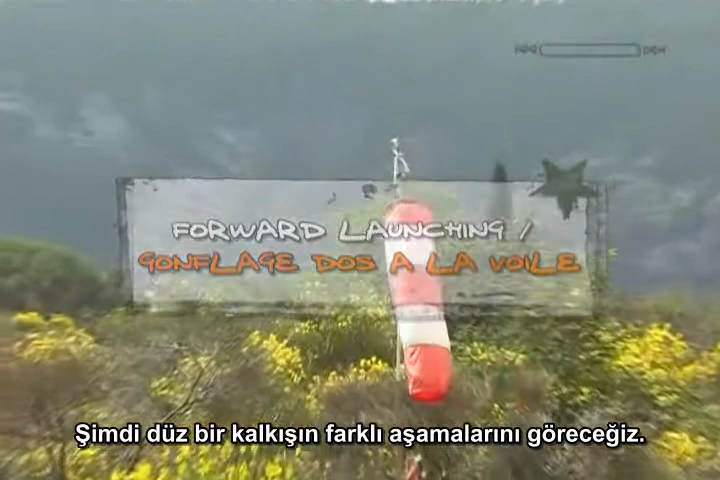 FORWARD LAUNCHING /
GONFLAGE DOS A LA VOILE
Şimdi düz bir kalkışın farklı aşamalarını göreceğiz.